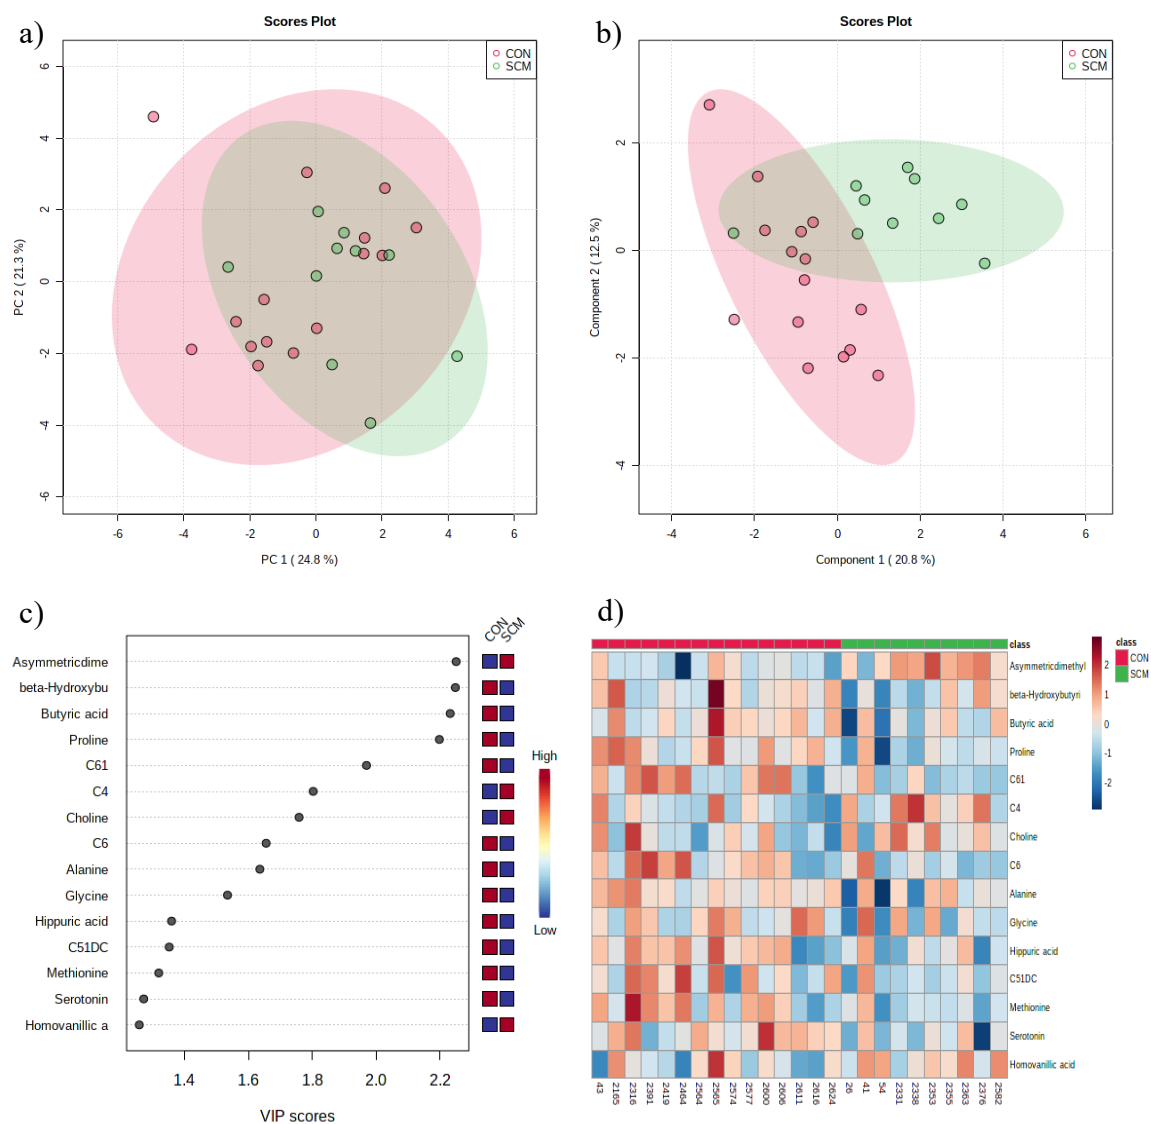 a)
Scores Plot
CON
SCM
6
4
2
0
-2
-4
-6
PC 2 ( 21.3 %)
-6 -4 -2 0 2 4 6
PC 1 ( 24.8 %)
b)
Scores Plot
CON
SCM
2
0
-2
-4
Component 2 ( 12.5 %)
-4 -2 0 2 4 6
Component 1 ( 20.8 %)
c)
CON SCM
Asymmetricdime
beta-Hydroxybu
Butyric acid
Proline
C61
C4
Choline
C6
Alanine
Glycine
Hippuric acid
C51DC
Methionine
Serotonin
Homovanillic a
High
Low
1.4 1.6 1.8 2.0 2.2
VIP scores
d)
class
Asymmetricdimethyl
beta-Hydroxybutyri
Butyric acid
Proline
C61
C4
Choline
C6
Alanine
Glycine
Hippuric acid
C51DC
Methionine
Serotonin
Homovanillic acid
43 2165 2316 2391 2419 2464 2564 2565 2574 2577 2600 2606 2611 2616 2624 26 41 54 2331 2338 2353 2355 2363 2376 2582
2
1
0
-1
-2
class
CON
SCM